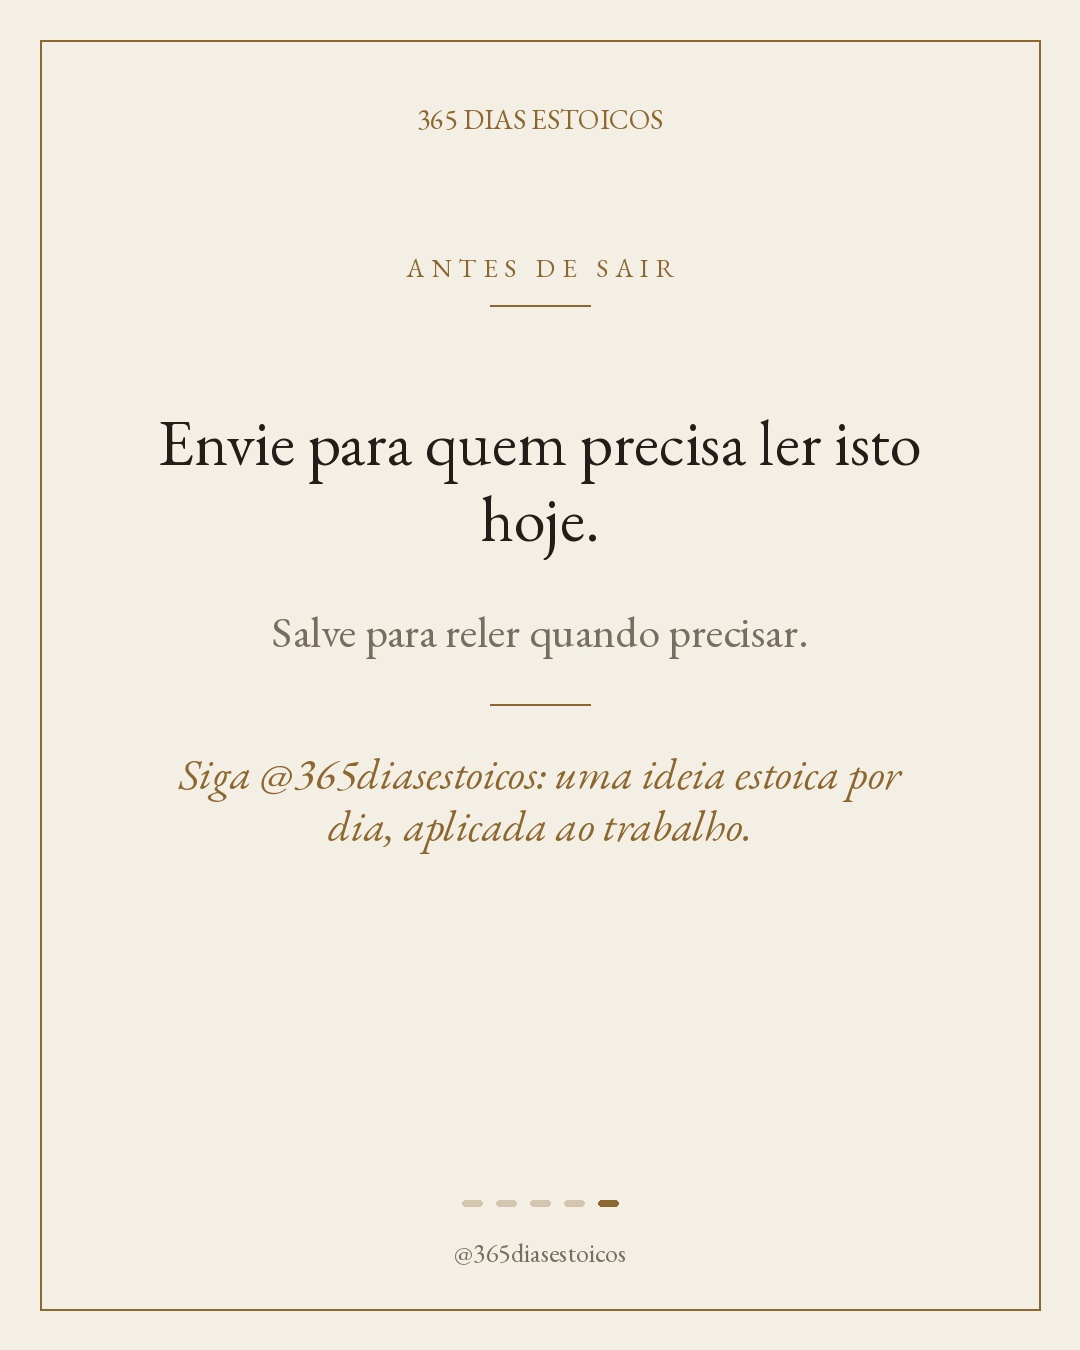 365 DIAS ESTOICOS
ANTES DE SAIR
Envie para quem precisa ler isto
hoje.
Salve para reler quando precisar.
Siga @365diasestoicos: uma ideia estoica por
dia, aplicada ao trabalho.
@365diasestoicos